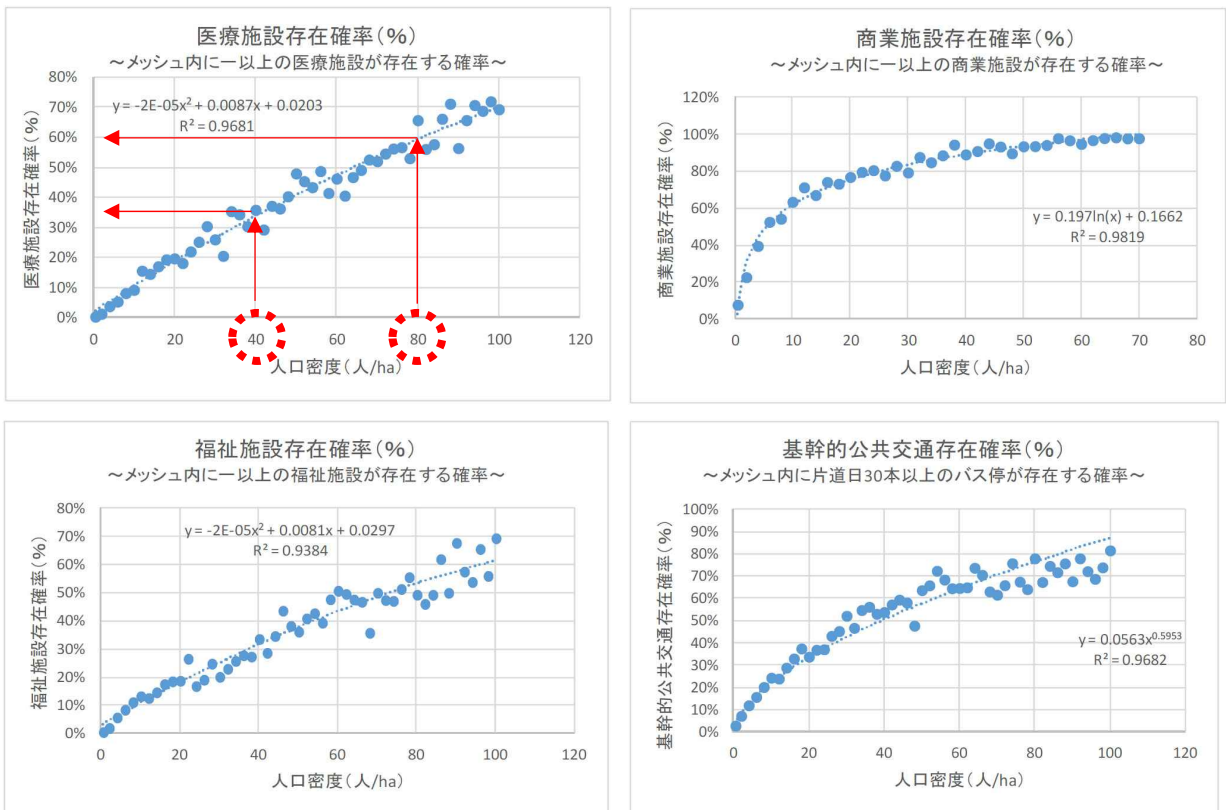 医療施設存在確率(%)
～メッシュ内に一以上の医療施設が存在する確率～
医療施設存在確率(%)
80%
70%
60%
50%
40%
30%
20%
10%
0%
y = -2E-05x² + 0.0087x + 0.0203
R² = 0.9681
0 20 40 60 80 100 120
人口密度(人/ha)
商業施設存在確率(%)
～メッシュ内に一以上の商業施設が存在する確率～
商業施設存在確率(%)
120%
100%
80%
60%
40%
20%
0%
y = 0.197ln(x) + 0.1662
R² = 0.9819
0 10 20 30 40 50 60 70 80
人口密度(人/ha)
福祉施設存在確率(%)
～メッシュ内に一以上の福祉施設が存在する確率～
福祉施設存在確率(%)
80%
70%
60%
50%
40%
30%
20%
10%
0%
y = -2E-05x² + 0.0081x + 0.0297
R² = 0.9384
0 20 40 60 80 100 120
人口密度(人/ha)
基幹的公共交通存在確率(%)
～メッシュ内に片道日30本以上のバス停が存在する確率～
基幹的公共交通存在確率(%)
100%
90%
80%
70%
60%
50%
40%
30%
20%
10%
0%
y = 0.0563x^0.5953
R² = 0.9682
0 20 40 60 80 100 120
人口密度(人/ha)